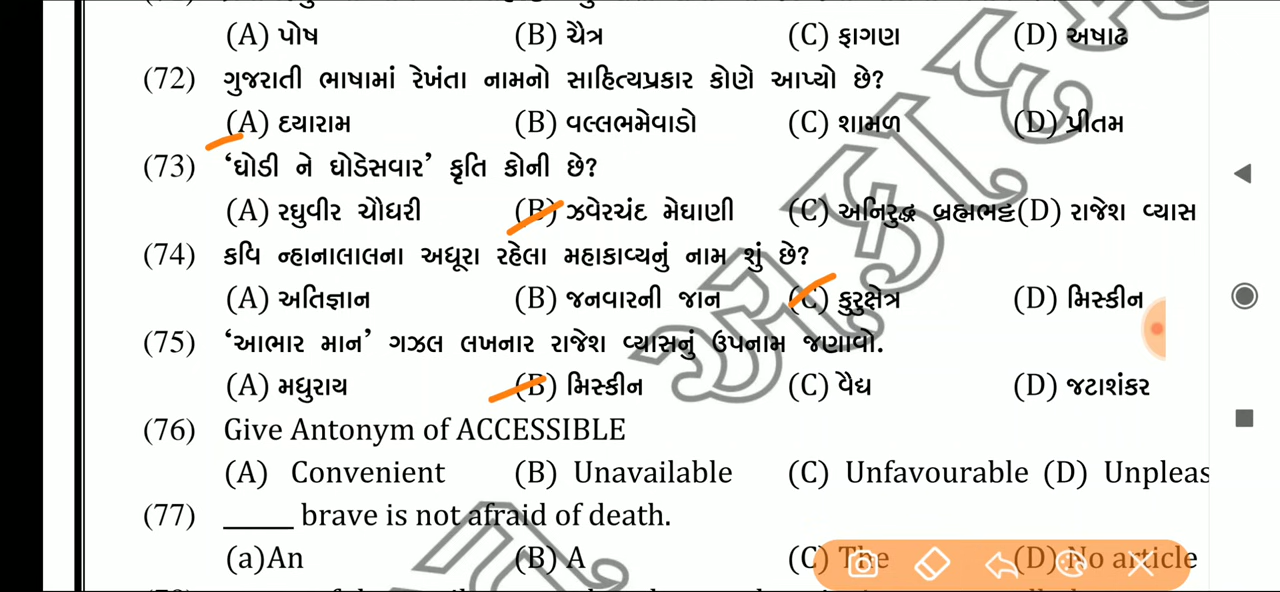 (A) પોષ (B) ચૈત્ર (C) ફાગણ (D) અષાઢ
(72) ગુજરાતી ભાષામાં રેખંતા નામનો સાહિત્યપ્રકાર કોણે આપ્યો છે?
(A) દયારામ (B) વલ્લભમેવાડો (C) શામળ (D) પ્રીતમ
(73) ‘ઘોડી ને ઘોડેસવાર’ કૃતિ કોની છે?
(A) રઘુવીર ચૌધરી (B) ઝવેરચંદ મેઘાણી (C) અનિરુદ્ધ બ્રહ્મભટ્ટ (D) રાજેશ વ્યાસ
(74) કવિ ન્હાનાલાલના અધૂરા રહેલા મહાકાવ્યનું નામ શું છે?
(A) અતિજ્ઞાન (B) જનવારની જાન (C) કુરુક્ષેત્ર (D) મિસ્કીન
(75) ‘આભાર માન’ ગઝલ લખનાર રાજેશ વ્યાસનું ઉપનામ જણાવો.
(A) મધુરાય (B) મિસ્કીન (C) વૈદ્ય (D) જટાશંકર
(76) Give Antonym of ACCESSIBLE
(A) Convenient (B) Unavailable (C) Unfavourable (D) Unpleas
(77) _____ brave is not afraid of death.
(a)An (B) A (C) The (D) No article